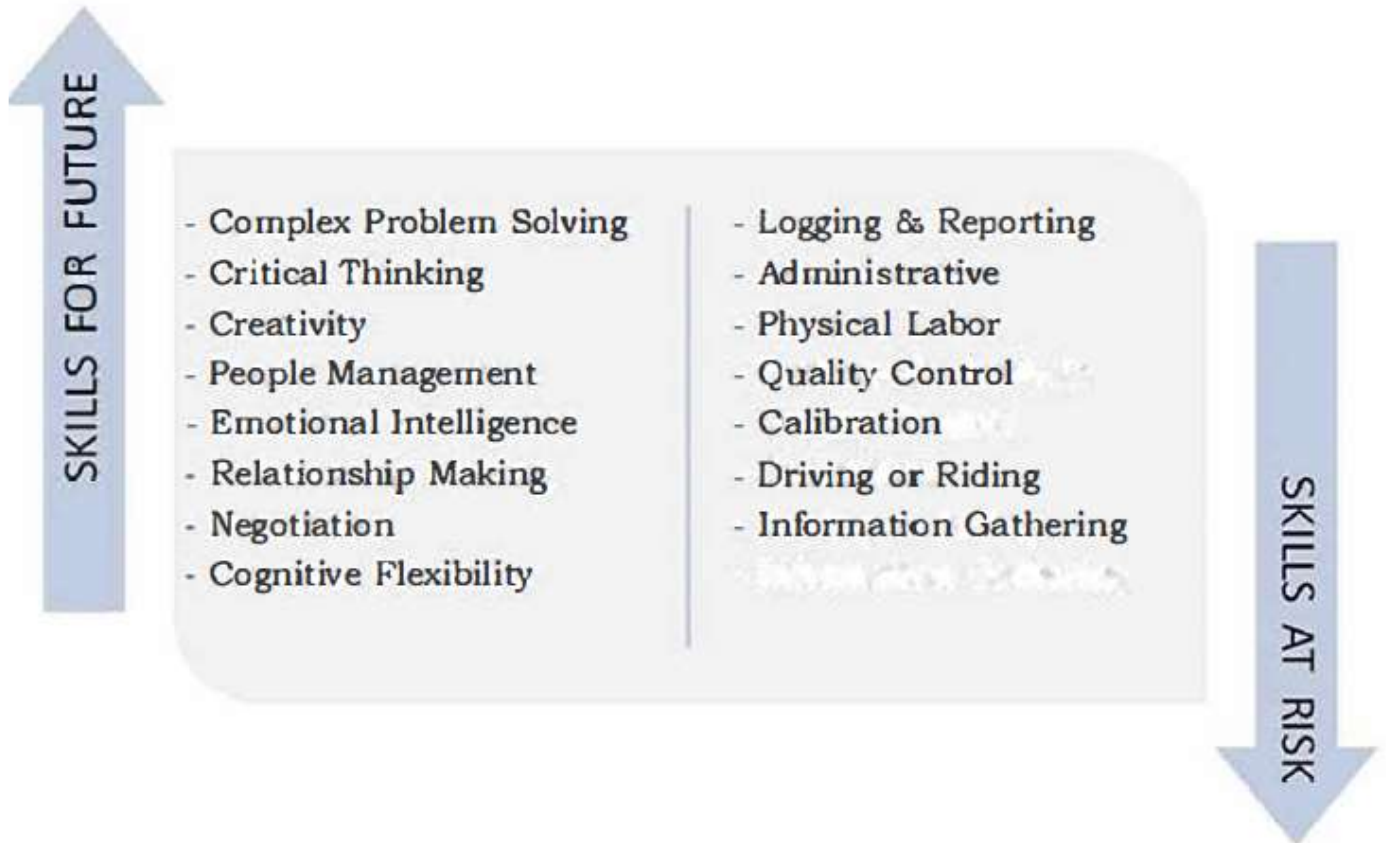 SKILLS FOR FUTURE
- Complex Problem Solving
- Critical Thinking
- Creativity
- People Management
- Emotional Intelligence
- Relationship Making
- Negotiation
- Cognitive Flexibility
- Logging & Reporting
- Administrative
- Physical Labor
- Quality Control
- Calibration
- Driving or Riding
- Information Gathering
SKILLS AT RISK